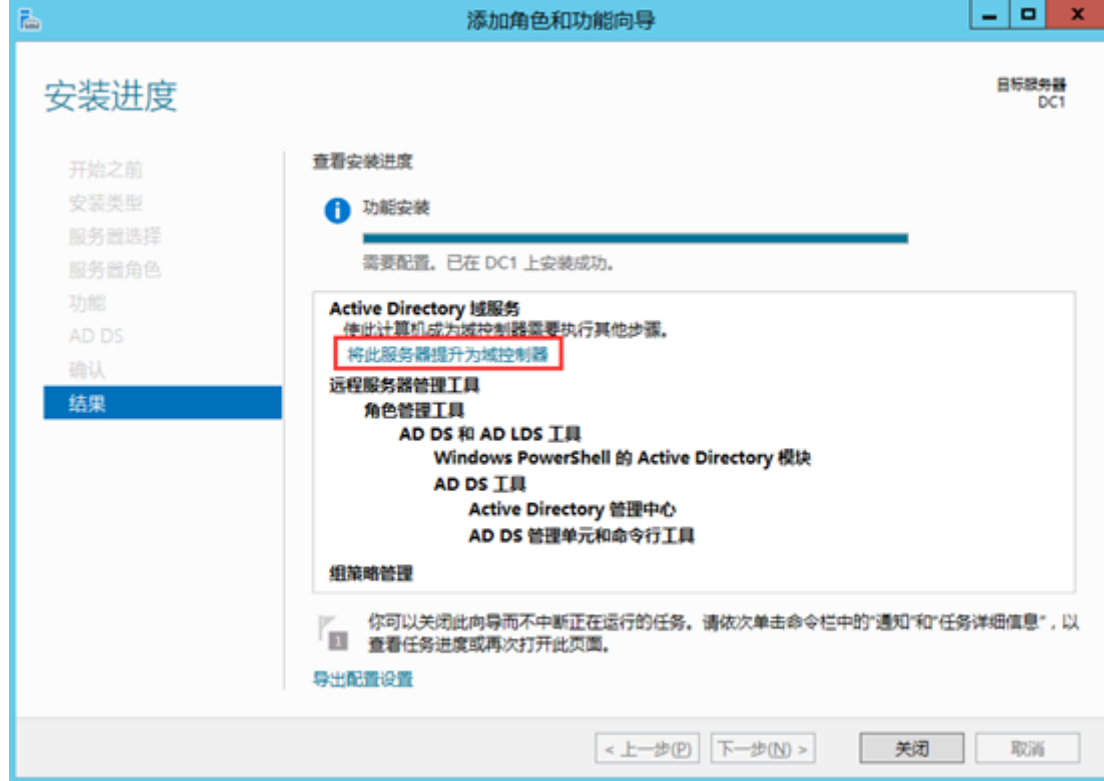 添加角色和功能向导
安装进度
目标服务器
DC1
开始之前
安装类型
服务器选择
服务器角色
功能
AD DS
确认
结果
查看安装进度
功能安装
需要配置。已在 DC1 上安装成功。
Active Directory 域服务
使此计算机成为域控制器需要执行其他步骤。
将此服务器提升为域控制器
远程服务器管理工具
角色管理工具
AD DS 和 AD LDS 工具
Windows PowerShell 的 Active Directory 模块
AD DS 工具
Active Directory 管理中心
AD DS 管理单元和命令行工具
组策略管理
1
你可以关闭此向导而不中断正在运行的任务。请依次单击命令栏中的"通知"和"任务详细信息"，以
查看任务进度或再次打开此页面。
导出配置设置
< 上一步(P)
下一步(N) >
关闭
取消